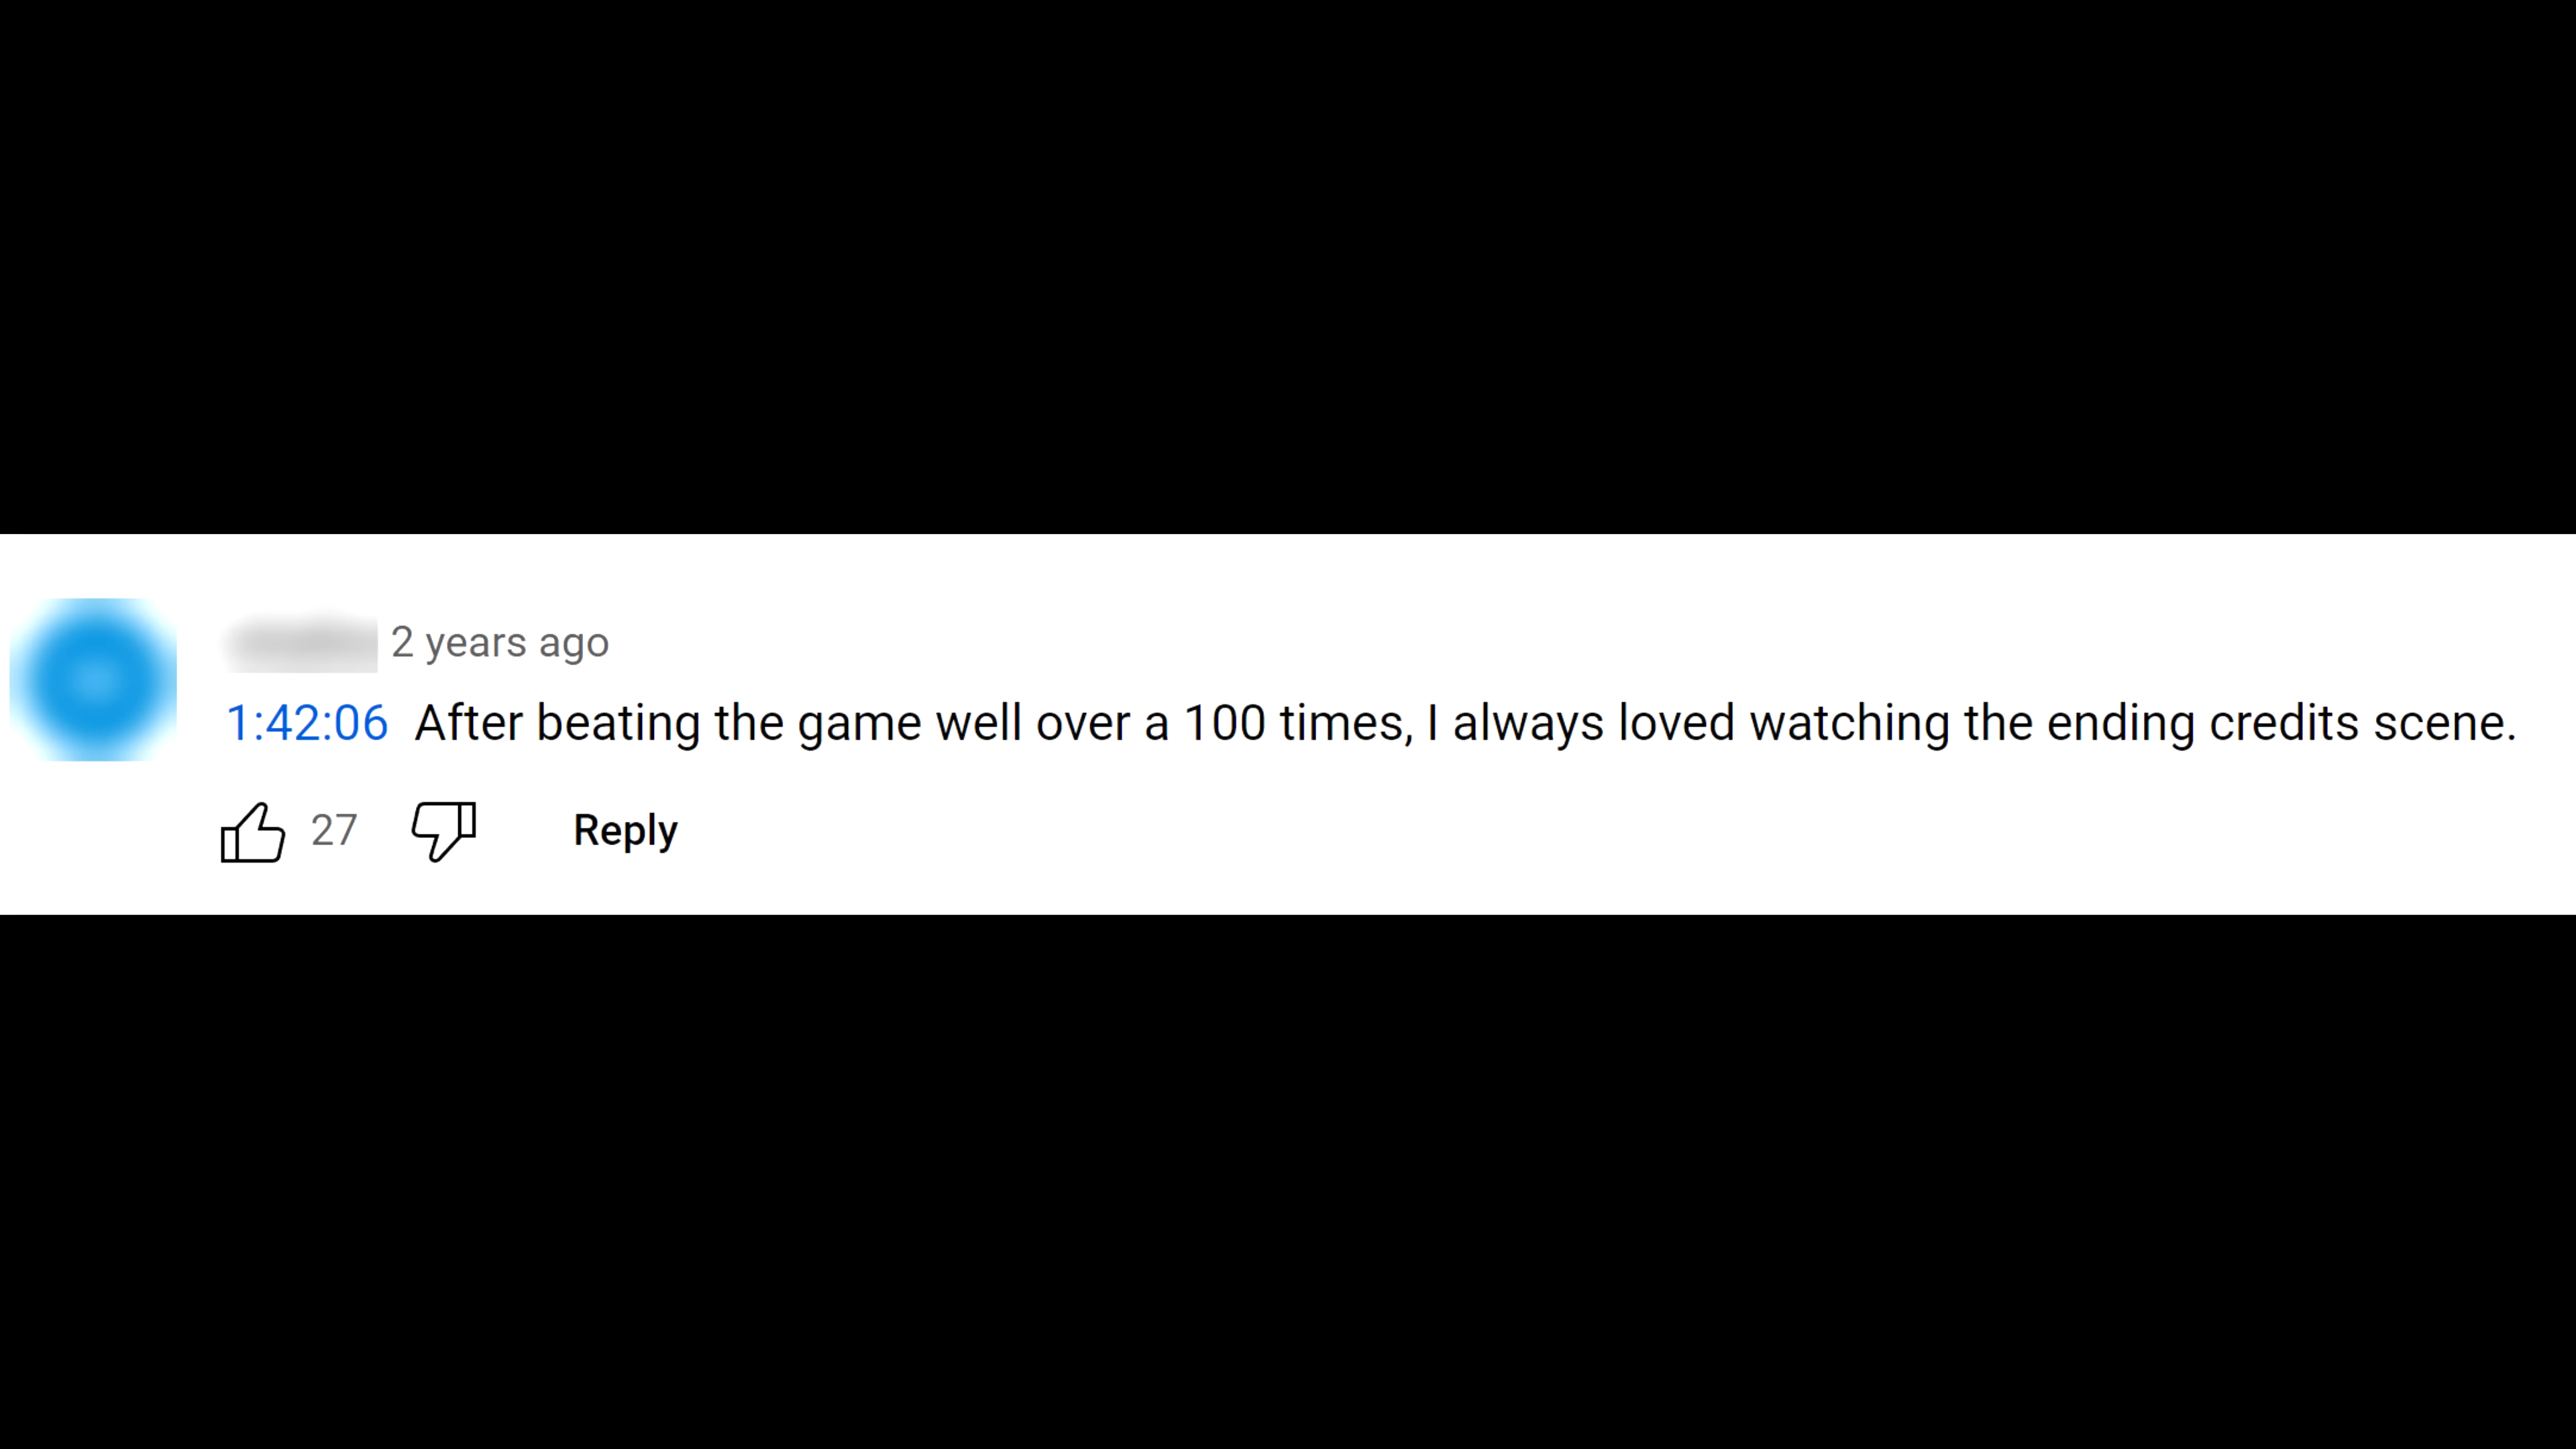 2 years ago
1:42:06 After beating the game well over a 100 times, I always loved watching the ending credits scene.
27 Reply